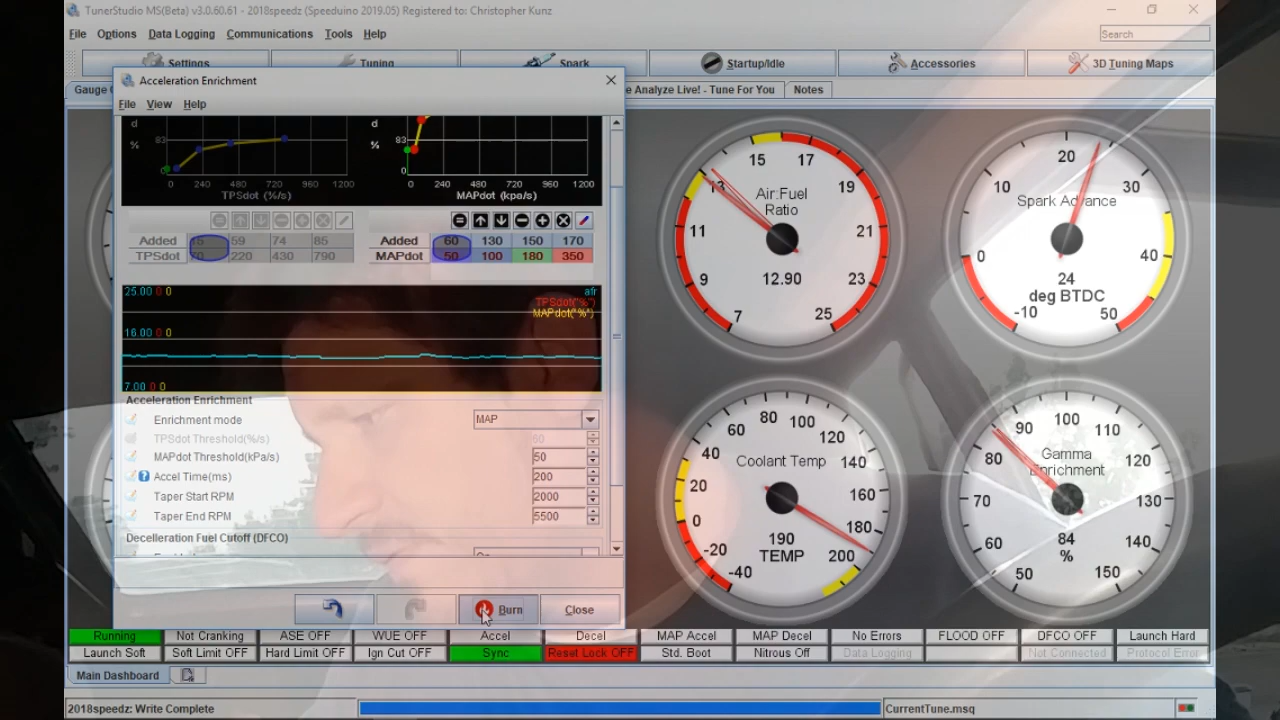 TunerStudio MS(Beta) v3.0.60.61 - 2018speedz (Speeduino 2019.05) Registered to: Christopher Kunz
File Options Data Logging Communications Tools Help
Search
Settings Tuning Spark Startup/Idle Accessories 3D Tuning Maps
Gauge
e Analyze Live! - Tune For You Notes
Acceleration Enrichment
File View Help
d
%
83
0
0 240 480 720 960 1200
TPSdot (%/s)
d
%
83
0
0 240 480 720 960 1200
MAPdot (kpa/s)
Added 15 59 74 85
TPSdot 70 220 430 790
Added 60 130 150 170
MAPdot 50 100 180 350
25.00 0 0
afr
TPSdot("%")
MAPdot("%")
16.00 0 0
7.00 0 0
Acceleration Enrichment
Enrichment mode MAP
TPSdot Threshold(%/s) 60
MAPdot Threshold(kPa/s) 50
Accel Time(ms) 200
Taper Start RPM 2000
Taper End RPM 5500
Decelleration Fuel Cutoff (DFCO)
Burn Close
7 9 11 13 15 17 19 21 23 25
Air:Fuel
Ratio
12.90
-10 0 10 20 30 40 50
Spark Advance
24
deg BTDC
-40 -20 0 20 40 60 80 100 120 140 160 180 200
Coolant Temp
190
TEMP
50 60 70 80 90 100 110 120 130 140 150
Gamma
Enrichment
84
%
Running Not Cranking ASE OFF WUE OFF Accel Decel MAP Accel MAP Decel No Errors FLOOD OFF DFCO OFF Launch Hard
Launch Soft Soft Limit OFF Hard Limit OFF Ign Cut OFF Sync Reset Lock OFF Std. Boot Nitrous Off Data Logging Not Connected Protocol Error
Main Dashboard
2018speedz: Write Complete
CurrentTune.msq